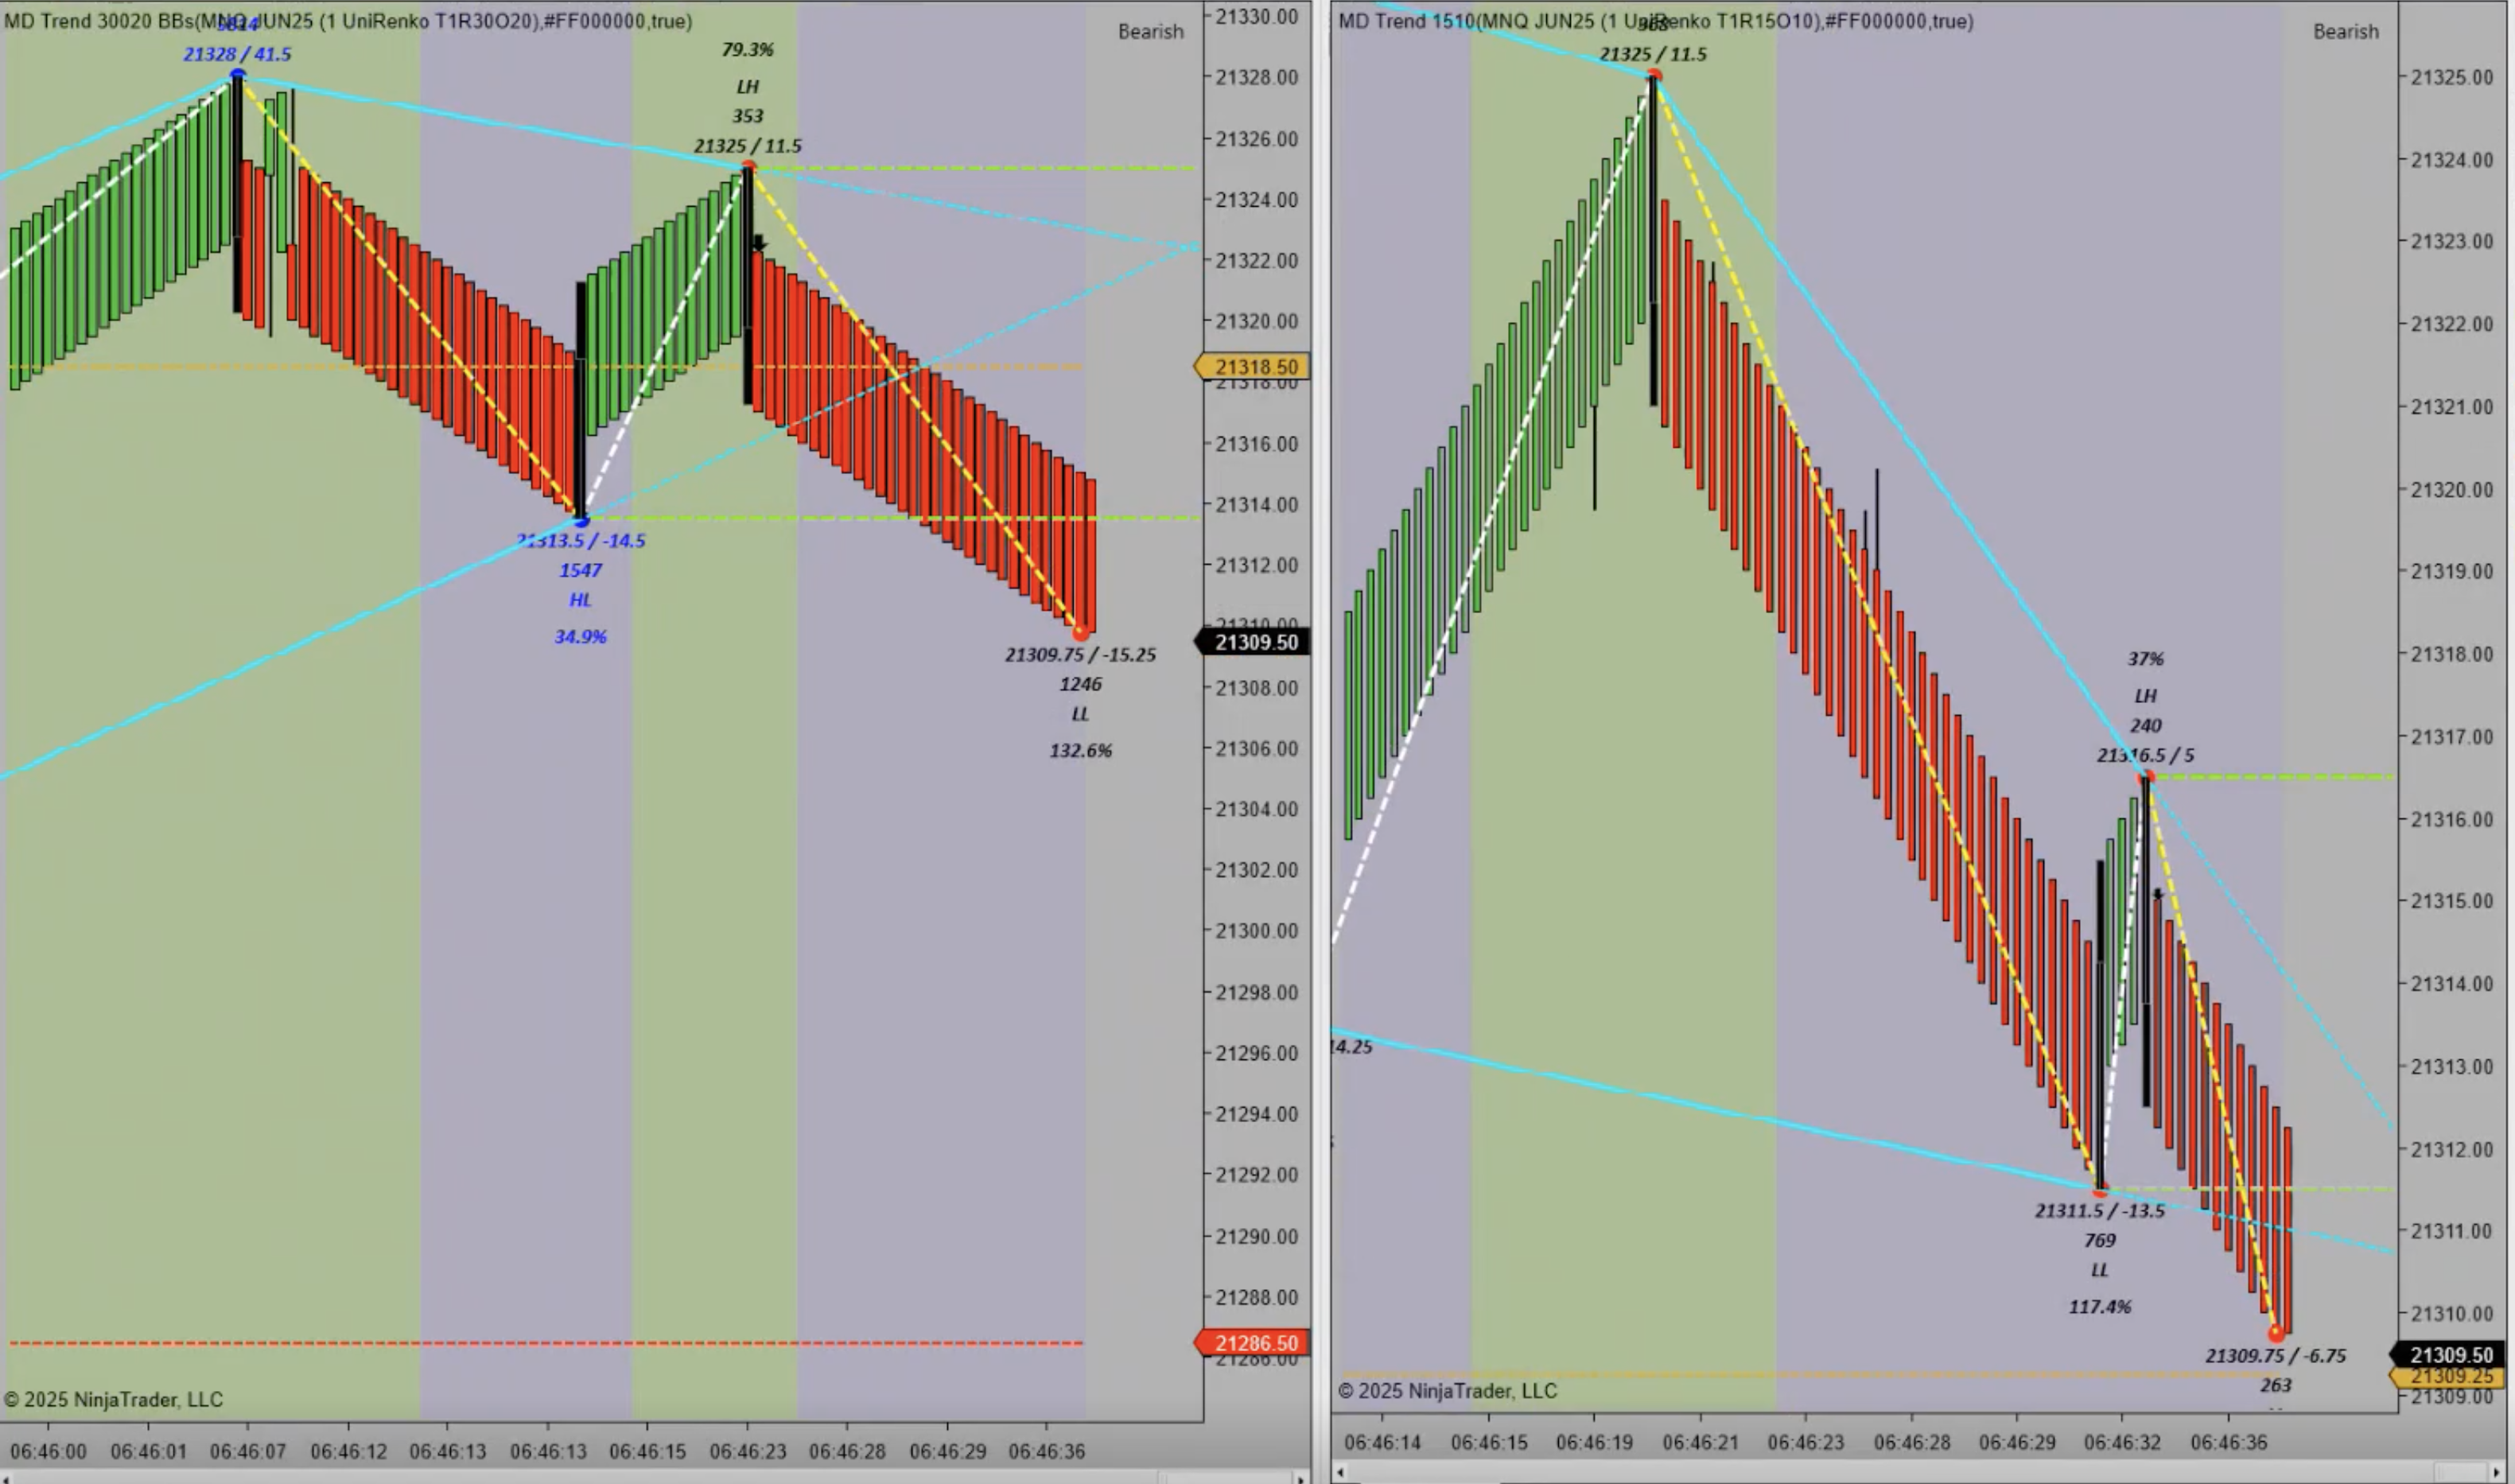 MD Trend 30020 BBs(MNQ JUN25 (1 UniRenko T1R30O20),#FF000000,true)
Bearish
21328 / 41.5
79.3%
LH
353
21325 / 11.5
21313.5 / -14.5
1547
HL
34.9%
21309.75 / -15.25
1246
LL
132.6%
21330.00
21328.00
21326.00
21324.00
21322.00
21320.00
21318.50
21318.00
21316.00
21314.00
21312.00
21310.00
21309.50
21308.00
21306.00
21304.00
21302.00
21300.00
21298.00
21296.00
21294.00
21292.00
21290.00
21288.00
21286.50
21286.00
© 2025 NinjaTrader, LLC
06:46:00 06:46:01 06:46:07 06:46:12 06:46:13 06:46:13 06:46:15 06:46:23 06:46:28 06:46:29 06:46:36
MD Trend 1510(MNQ JUN25 (1 UniRenko T1R15O10),#FF000000,true)
Bearish
21325 / 11.5
37%
LH
240
21316.5 / 5
14.25
21311.5 / -13.5
769
LL
117.4%
21309.75 / -6.75
263
21325.00
21324.00
21323.00
21322.00
21321.00
21320.00
21319.00
21318.00
21317.00
21316.00
21315.00
21314.00
21313.00
21312.00
21311.00
21310.00
21309.50
21309.25
21309.00
© 2025 NinjaTrader, LLC
06:46:14 06:46:15 06:46:19 06:46:21 06:46:23 06:46:28 06:46:29 06:46:32 06:46:36